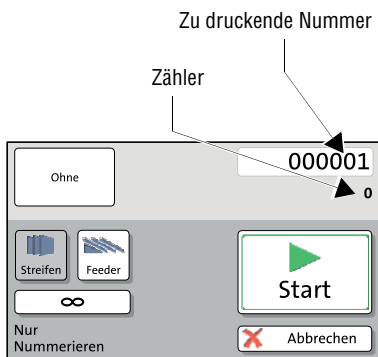 Zu druckende Nummer
Zähler
Ohne
000001
0
Streifen
Feeder
∞
Start
Nur
Nummerieren
Abbrechen